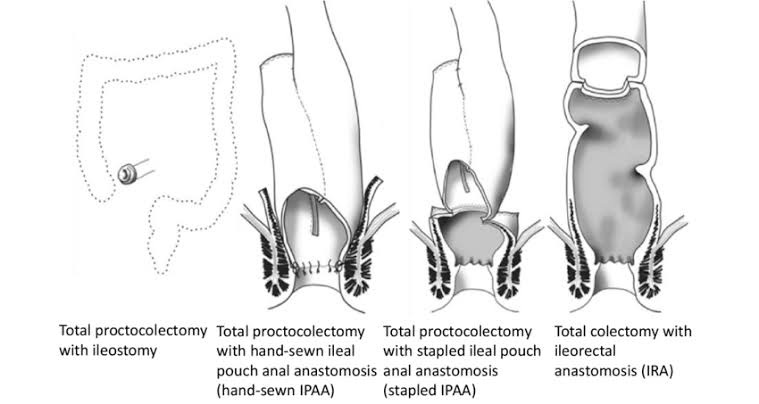 Total proctocolectomy
with ileostomy
Total proctocolectomy
with hand-sewn ileal
pouch anal anastomosis
(hand-sewn IPAA)
Total proctocolectomy
with stapled ileal pouch
anal anastomosis
(stapled IPAA)
Total colectomy with
ileorectal
anastomosis (IRA)